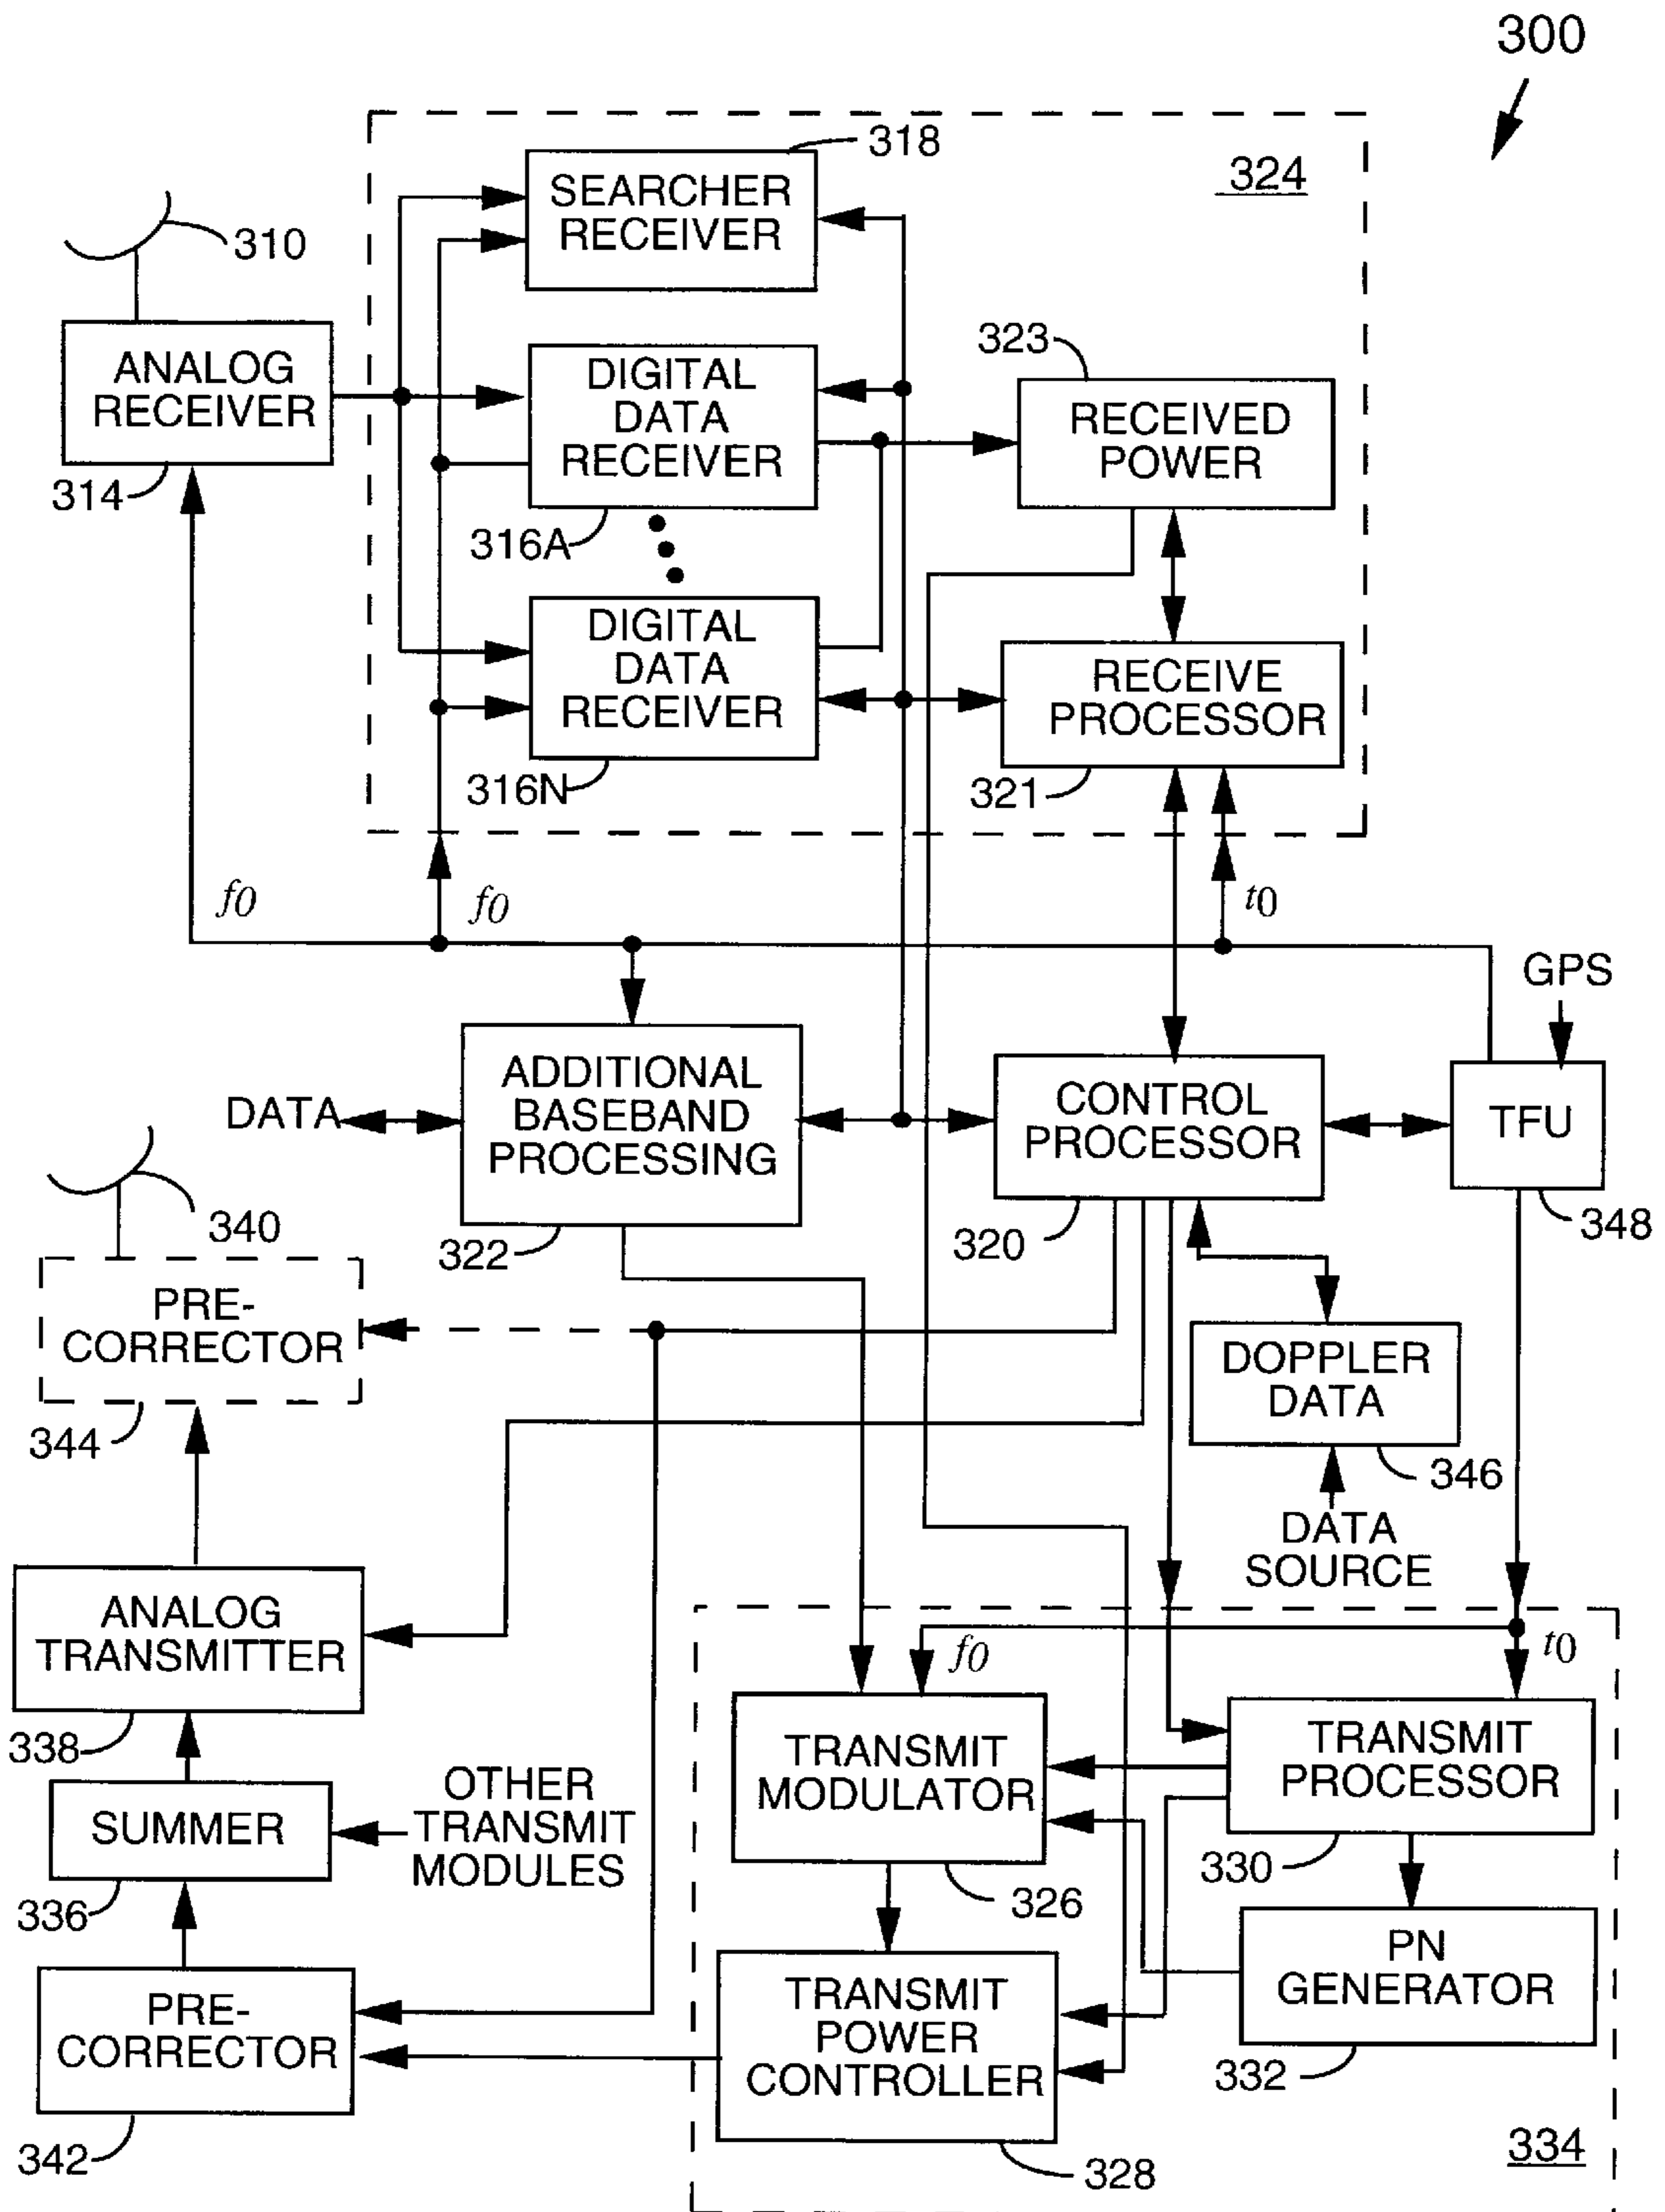 300
318
SEARCHER
RECEIVER
324
310
ANALOG
RECEIVER
314
DIGITAL
DATA
RECEIVER
316A
323
RECEIVED
POWER
DIGITAL
DATA
RECEIVER
316N
RECEIVE
PROCESSOR
321
f0
f0
t0
GPS
DATA
ADDITIONAL
BASEBAND
PROCESSING
322
CONTROL
PROCESSOR
320
TFU
348
340
PRE-
CORRECTOR
344
DOPPLER
DATA
346
DATA
SOURCE
ANALOG
TRANSMITTER
338
f0
t0
TRANSMIT
MODULATOR
326
TRANSMIT
PROCESSOR
330
SUMMER
336
OTHER
TRANSMIT
MODULES
PN
GENERATOR
332
PRE-
CORRECTOR
342
TRANSMIT
POWER
CONTROLLER
328
334